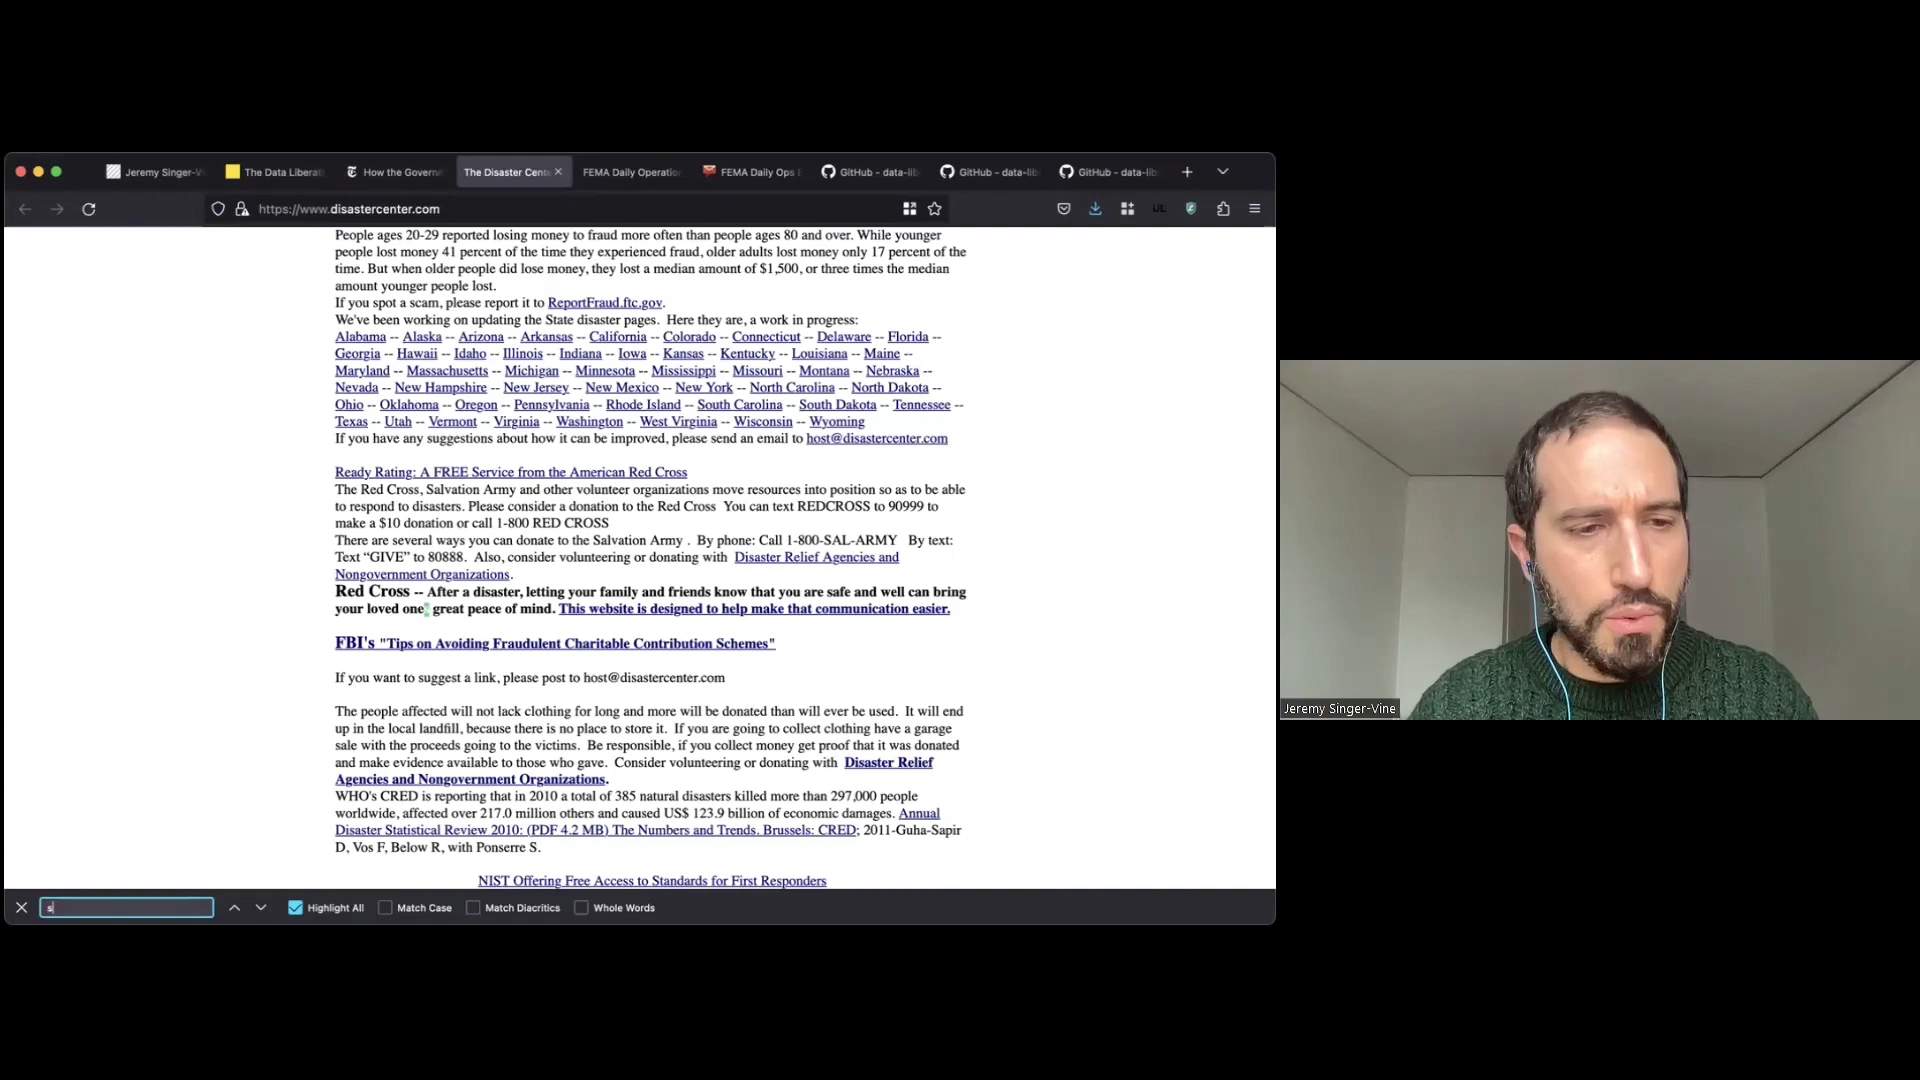 Jeremy Singer-V
The Data Liberat
How the Govern
The Disaster Cent
FEMA Daily Operation
FEMA Daily Ops E
GitHub - data-lib
GitHub - data-lib
GitHub - data-lib
https://www.disastercenter.com
People ages 20-29 reported losing money to fraud more often than people ages 80 and over. While younger
people lost money 41 percent of the time they experienced fraud, older adults lost money only 17 percent of the
time. But when older people did lose money, they lost a median amount of $1,500, or three times the median
amount younger people lost.
If you spot a scam, please report it to ReportFraud.ftc.gov.
We've been working on updating the State disaster pages. Here they are, a work in progress:
Alabama -- Alaska -- Arizona -- Arkansas -- California -- Colorado -- Connecticut -- Delaware -- Florida --
Georgia -- Hawaii -- Idaho -- Illinois -- Indiana -- Iowa -- Kansas -- Kentucky -- Louisiana -- Maine --
Maryland -- Massachusetts -- Michigan -- Minnesota -- Mississippi -- Missouri -- Montana -- Nebraska --
Nevada -- New Hampshire -- New Jersey -- New Mexico -- New York -- North Carolina -- North Dakota --
Ohio -- Oklahoma -- Oregon -- Pennsylvania -- Rhode Island -- South Carolina -- South Dakota -- Tennessee --
Texas -- Utah -- Vermont -- Virginia -- Washington -- West Virginia -- Wisconsin -- Wyoming
If you have any suggestions about how it can be improved, please send an email to host@disastercenter.com
Ready Rating: A FREE Service from the American Red Cross
The Red Cross, Salvation Army and other volunteer organizations move resources into position so as to be able
to respond to disasters. Please consider a donation to the Red Cross You can text REDCROSS to 90999 to
make a $10 donation or call 1-800 RED CROSS
There are several ways you can donate to the Salvation Army . By phone: Call 1-800-SAL-ARMY By text:
Text “GIVE” to 80888. Also, consider volunteering or donating with Disaster Relief Agencies and
Nongovernment Organizations.
Red Cross -- After a disaster, letting your family and friends know that you are safe and well can bring
your loved ones great peace of mind. This website is designed to help make that communication easier.
FBI's "Tips on Avoiding Fraudulent Charitable Contribution Schemes"
If you want to suggest a link, please post to host@disastercenter.com
The people affected will not lack clothing for long and more will be donated than will ever be used. It will end
up in the local landfill, because there is no place to store it. If you are going to collect clothing have a garage
sale with the proceeds going to the victims. Be responsible, if you collect money get proof that it was donated
and make evidence available to those who gave. Consider volunteering or donating with Disaster Relief
Agencies and Nongovernment Organizations.
WHO's CRED is reporting that in 2010 a total of 385 natural disasters killed more than 297,000 people
worldwide, affected over 217.0 million others and caused US$ 123.9 billion of economic damages. Annual
Disaster Statistical Review 2010: (PDF 4.2 MB) The Numbers and Trends. Brussels: CRED; 2011-Guha-Sapir
D, Vos F, Below R, with Ponserre S.
NIST Offering Free Access to Standards for First Responders
s
Highlight All
Match Case
Match Diacritics
Whole Words
Jeremy Singer-Vine